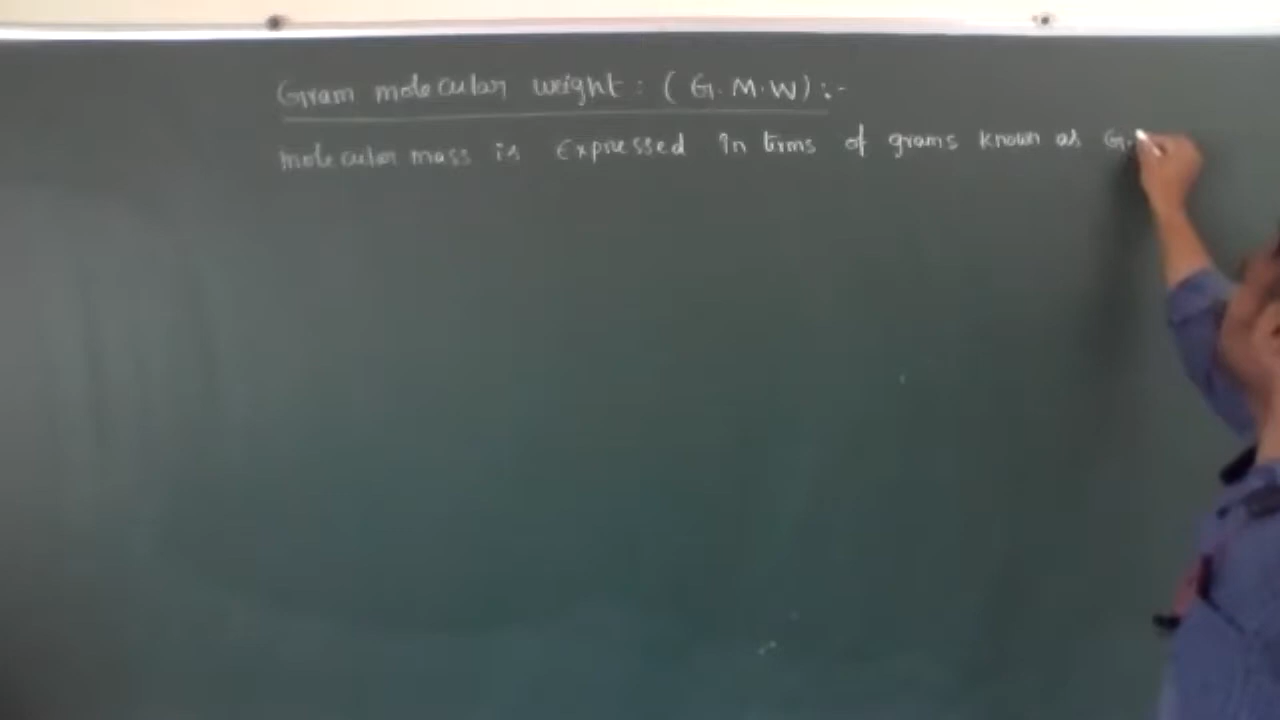 Gram molecular weight : ( G.M.W) :-
molecular mass is Expressed In terms of grams known as G.